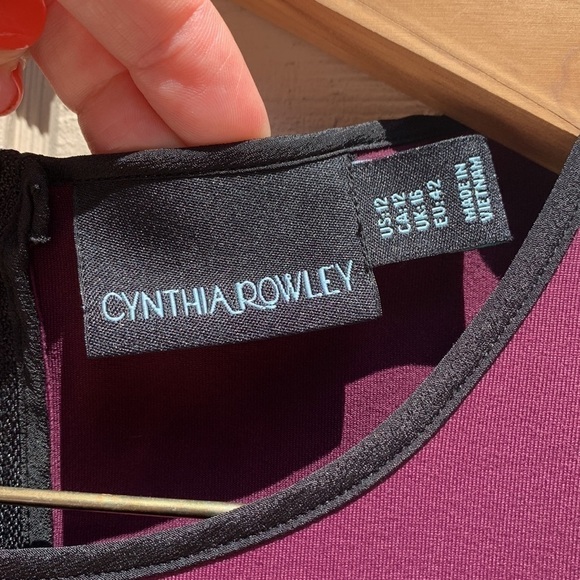 CYNTHIA ROWLEY
US:12
CA:12
UK:16
EU:42
MADE IN
VIETNAM